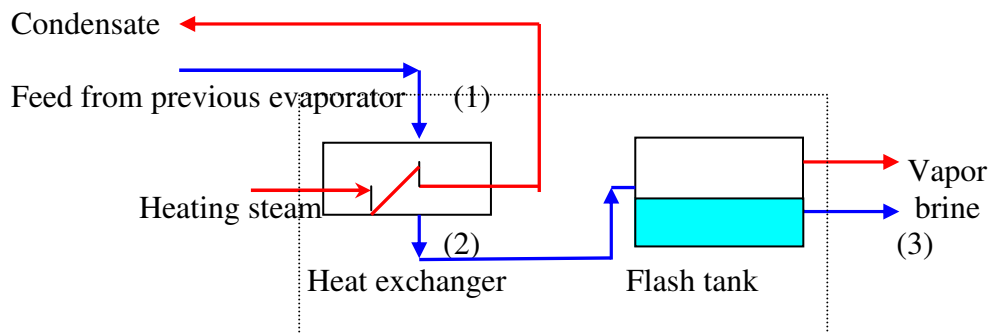 Condensate
Feed from previous evaporator (1)
Heating steam
Vapor
brine
(2)
(3)
Heat exchanger
Flash tank